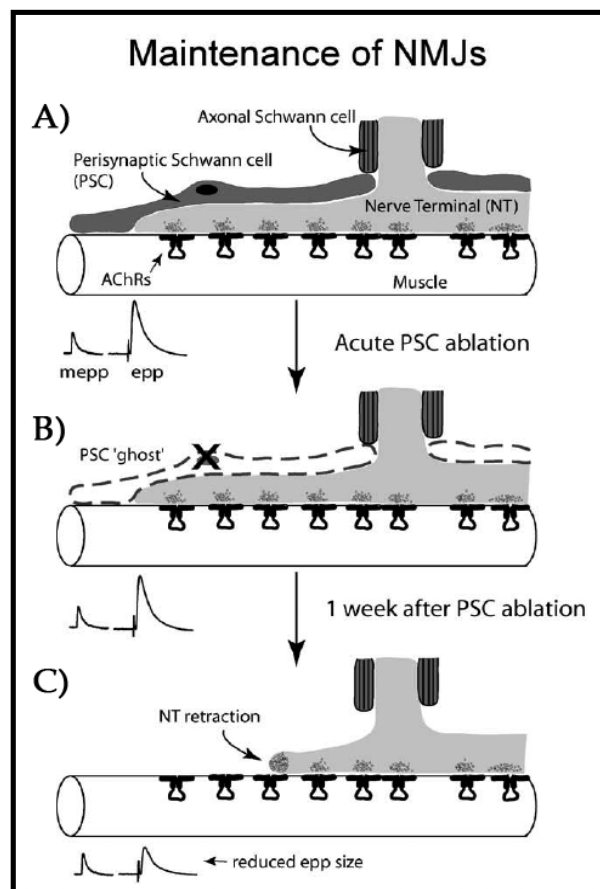 Maintenance of NMJs
A)
Axonal Schwann cell
Perisynaptic Schwann cell
(PSC)
Nerve Terminal (NT)
AChRs
Muscle
mepp epp
Acute PSC ablation
B)
PSC 'ghost'
X
1 week after PSC ablation
C)
NT retraction
reduced epp size